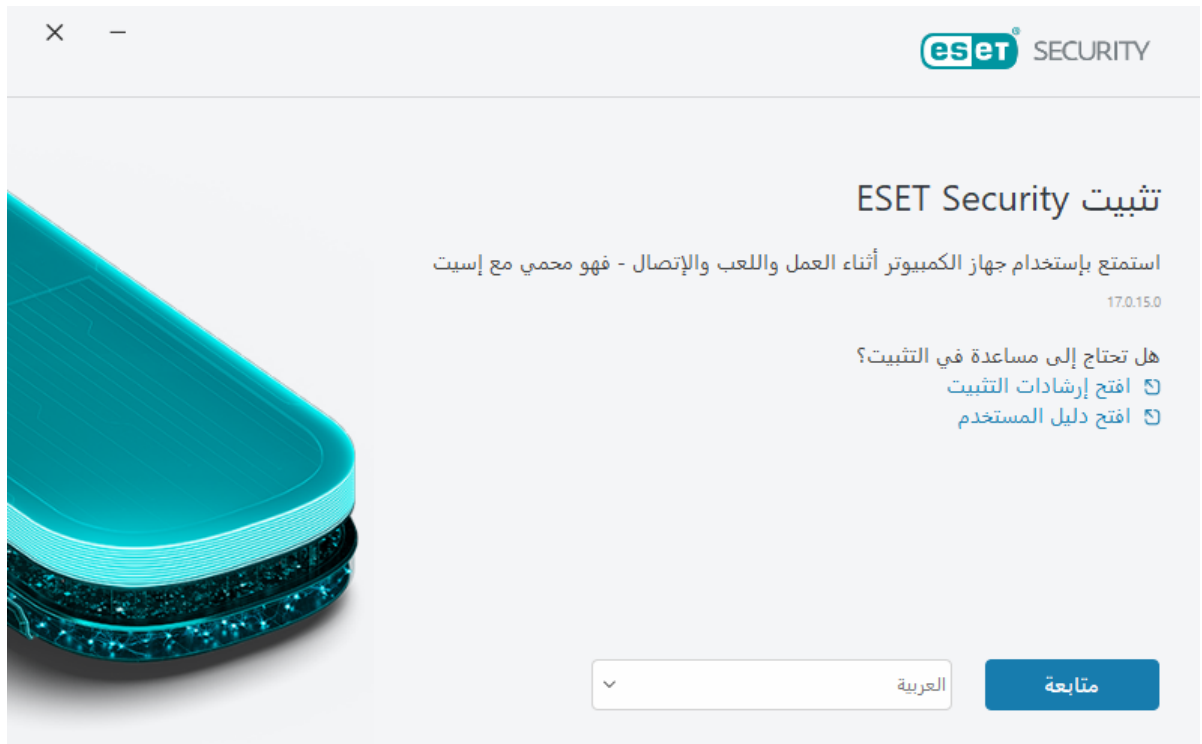 eset® SECURITY
تثبيت ESET Security
استمتع بإستخدام جهاز الكمبيوتر أثناء العمل واللعب والإتصال - فهو محمي مع إسيت
17.0.15.0
هل تحتاج إلى مساعدة في التثبيت؟
افتح إرشادات التثبيت
افتح دليل المستخدم
متابعة
العربية